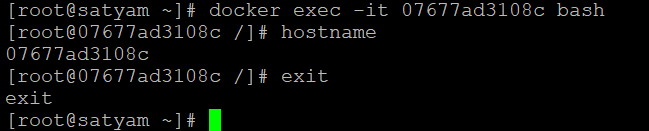 [root@satyam ~]# docker exec -it 07677ad3108c bash
[root@07677ad3108c /]# hostname
07677ad3108c
[root@07677ad3108c /]# exit
exit
[root@satyam ~]#